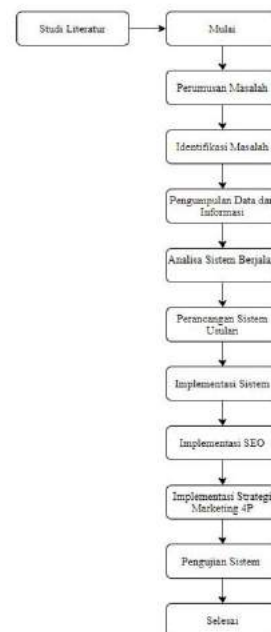 Studi Literatur
Mulai
Perumusan Masalah
Identifikasi Masalah
Pengumpulan Data dan
Informasi
Analisa Sistem Berjala
Perancangan Sistem
Usulan
Implementasi Sistem
Implementasi SEO
Implementasi Strategi
Marketing 4P
Pengujian Sistem
Selesai